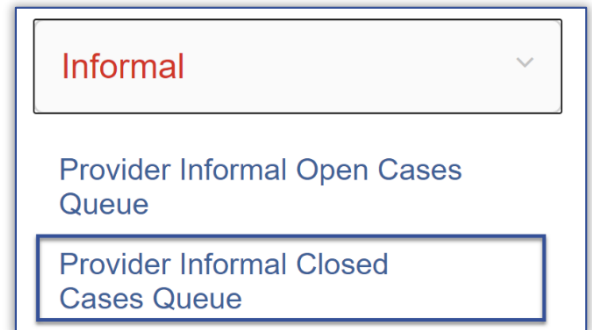 Informal
Provider Informal Open Cases
Queue
Provider Informal Closed
Cases Queue